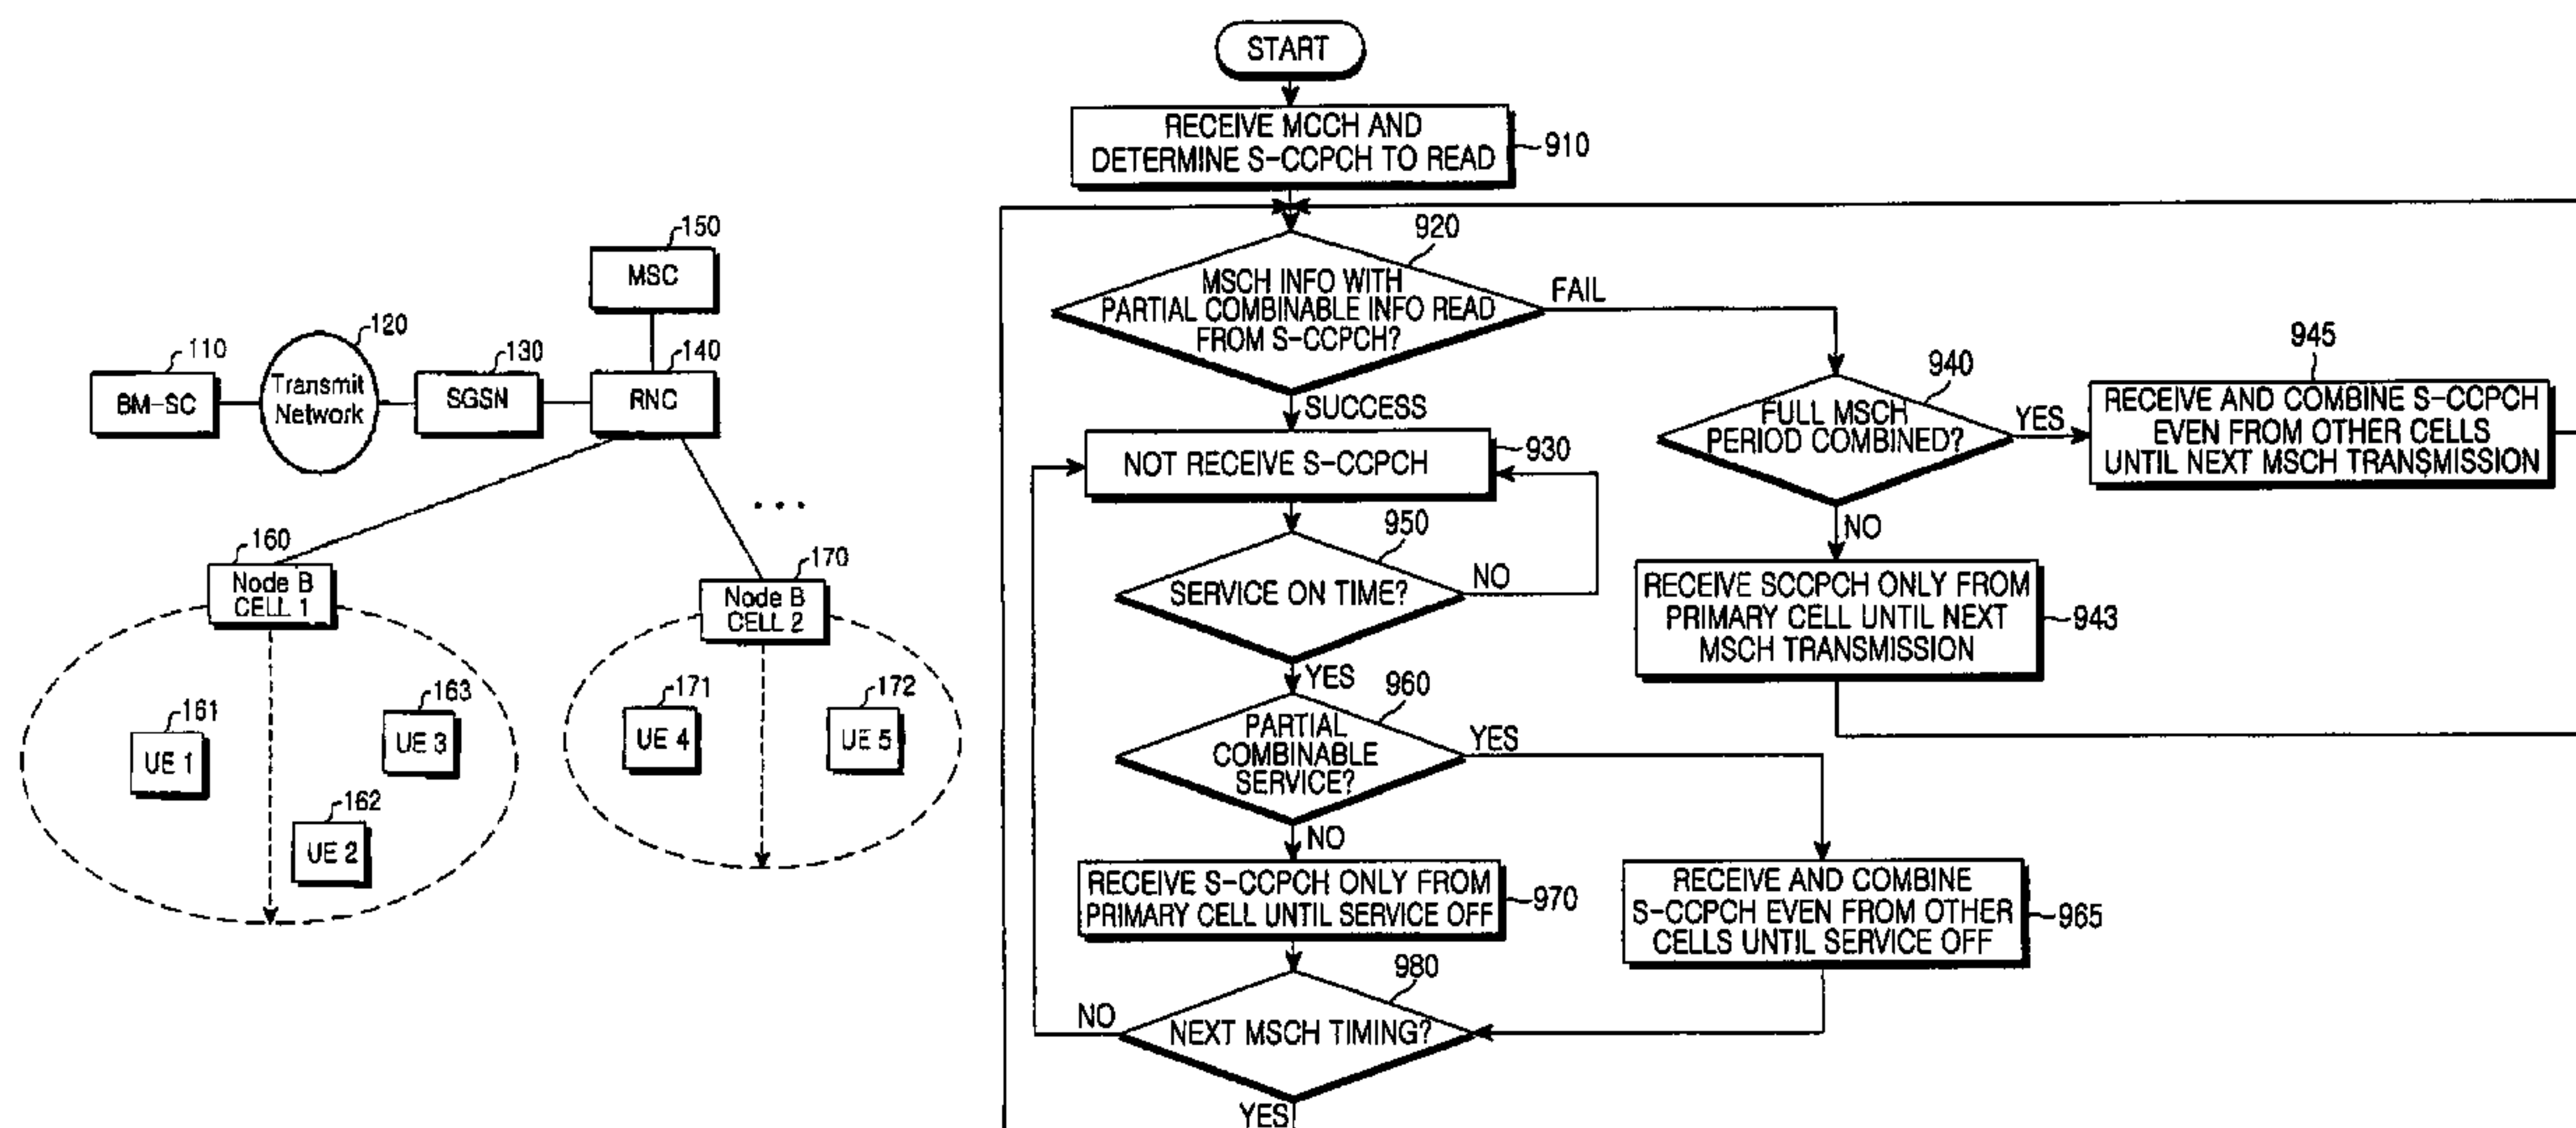 150
MSC
110
BM-SC
120
Transmit
Network
130
SGSN
140
RNC
160
Node B
CELL 1
170
Node B
CELL 2
...
161
UE 1
163
UE 3
162
UE 2
171
UE 4
172
UE 5
START
RECEIVE MCCH AND
DETERMINE S-CCPCH TO READ
910
920
MSCH INFO WITH
PARTIAL COMBINABLE INFO READ
FROM S-CCPCH?
FAIL
SUCCESS
940
FULL MSCH
PERIOD COMBINED?
YES
945
RECEIVE AND COMBINE S-CCPCH
EVEN FROM OTHER CELLS
UNTIL NEXT MSCH TRANSMISSION
NO
RECEIVE SCCPCH ONLY FROM
PRIMARY CELL UNTIL NEXT
MSCH TRANSMISSION
943
NOT RECEIVE S-CCPCH
930
950
SERVICE ON TIME?
NO
YES
960
PARTIAL
COMBINABLE
SERVICE?
YES
NO
RECEIVE S-CCPCH ONLY FROM
PRIMARY CELL UNTIL SERVICE OFF
970
RECEIVE AND COMBINE
S-CCPCH EVEN FROM OTHER
CELLS UNTIL SERVICE OFF
965
980
NEXT MSCH TIMING?
NO
YES